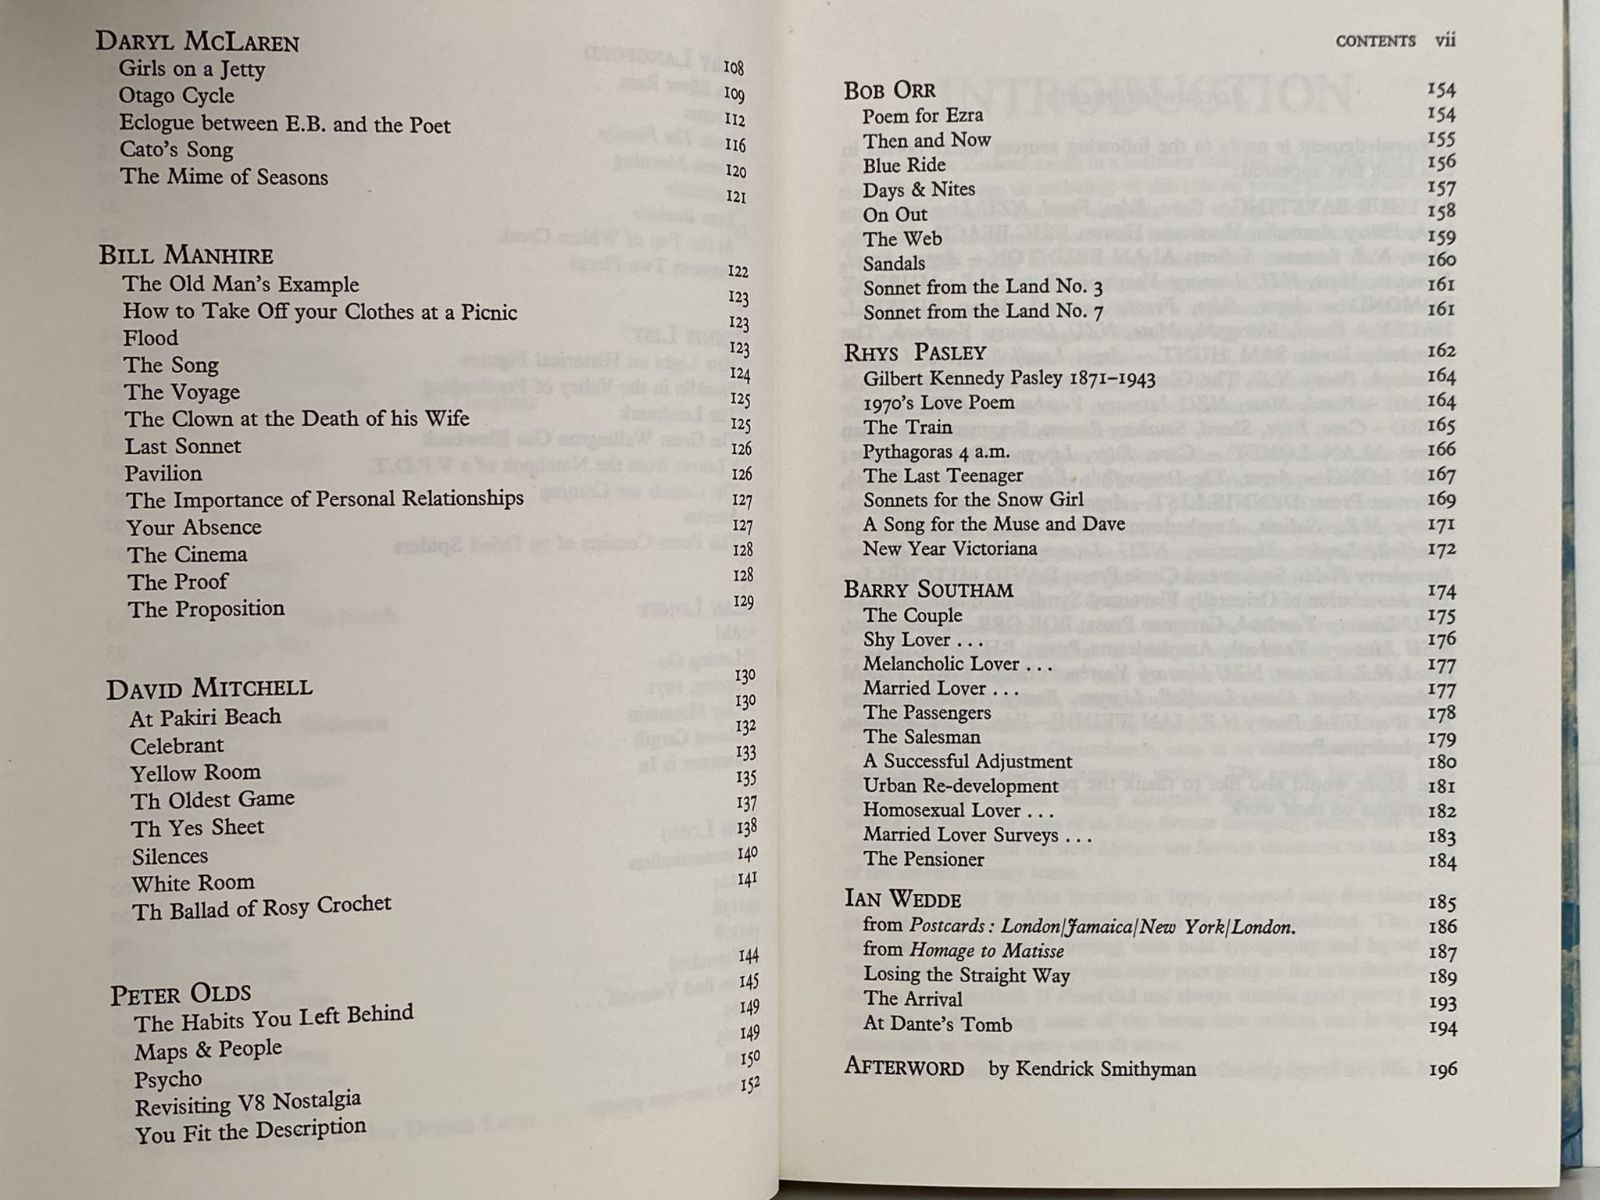 DARYL MCLAREN 108
Girls on a Jetty 109
Otago Cycle 112
Eclogue between E.B. and the Poet 116
Cato's Song 120
The Mime of Seasons 121
BILL MANHIRE 122
The Old Man's Example 123
How to Take Off your Clothes at a Picnic 123
Flood 123
The Song 124
The Voyage 125
The Clown at the Death of his Wife 125
Last Sonnet 126
Pavilion 126
The Importance of Personal Relationships 127
Your Absence 127
The Cinema 128
The Proof 128
The Proposition 129
DAVID MITCHELL 130
At Pakiri Beach 130
Celebrant 132
Yellow Room 133
Th Oldest Game 135
Th Yes Sheet 137
Silences 138
White Room 140
Th Ballad of Rosy Crochet 141
PETER OLDS 144
The Habits You Left Behind 145
Maps & People 149
Psycho 149
Revisiting V8 Nostalgia 150
You Fit the Description 152
CONTENTS vii
BOB ORR 154
Poem for Ezra 154
Then and Now 155
Blue Ride 156
Days & Nites 157
On Out 158
The Web 159
Sandals 160
Sonnet from the Land No. 3 161
Sonnet from the Land No. 7 161
RHYS PASLEY 162
Gilbert Kennedy Pasley 1871–1943 164
1970's Love Poem 164
The Train 165
Pythagoras 4 a.m. 166
The Last Teenager 167
Sonnets for the Snow Girl 169
A Song for the Muse and Dave 171
New Year Victoriana 172
BARRY SOUTHAM 174
The Couple 175
Shy Lover . . . 176
Melancholic Lover . . . 177
Married Lover . . . 177
The Passengers 178
The Salesman 179
A Successful Adjustment 180
Urban Re-development 181
Homosexual Lover . . . 182
Married Lover Surveys . . . 183
The Pensioner 184
IAN WEDDE 185
from Postcards: London/Jamaica/New York/London. 186
from Homage to Matisse 187
Losing the Straight Way 189
The Arrival 193
At Dante's Tomb 194
AFTERWORD by Kendrick Smithyman 196